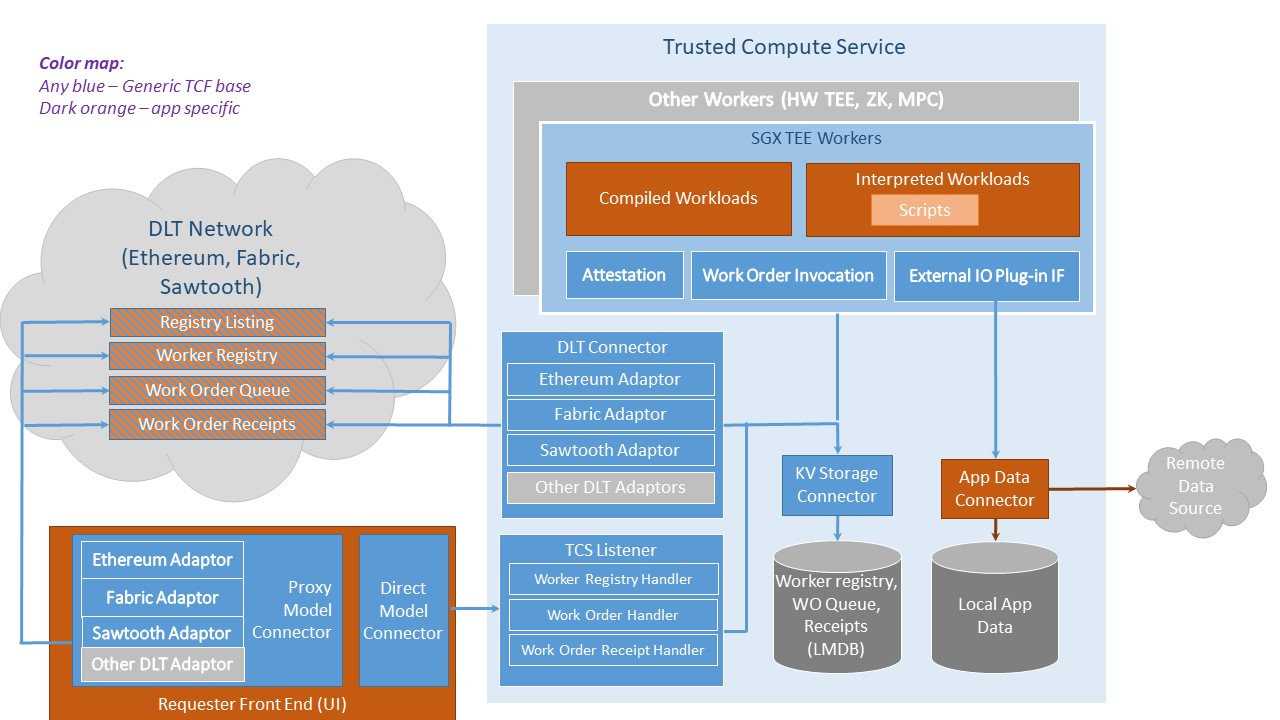 Color map:
Any blue – Generic TCF base
Dark orange – app specific
Trusted Compute Service
Other Workers (HW TEE, ZK, MPC)
SGX TEE Workers
Compiled Workloads
Interpreted Workloads
Scripts
Attestation
Work Order Invocation
External IO Plug-in IF
DLT Network
(Ethereum, Fabric,
Sawtooth)
Registry Listing
Worker Registry
Work Order Queue
Work Order Receipts
DLT Connector
Ethereum Adaptor
Fabric Adaptor
Sawtooth Adaptor
Other DLT Adaptors
KV Storage
Connector
App Data
Connector
Remote
Data
Source
Ethereum Adaptor
Fabric Adaptor
Sawtooth Adaptor
Other DLT Adaptor
Proxy
Model
Connector
Direct
Model
Connector
Requester Front End (UI)
TCS Listener
Worker Registry Handler
Work Order Handler
Work Order Receipt Handler
Worker registry,
WO Queue,
Receipts
(LMDB)
Local App
Data